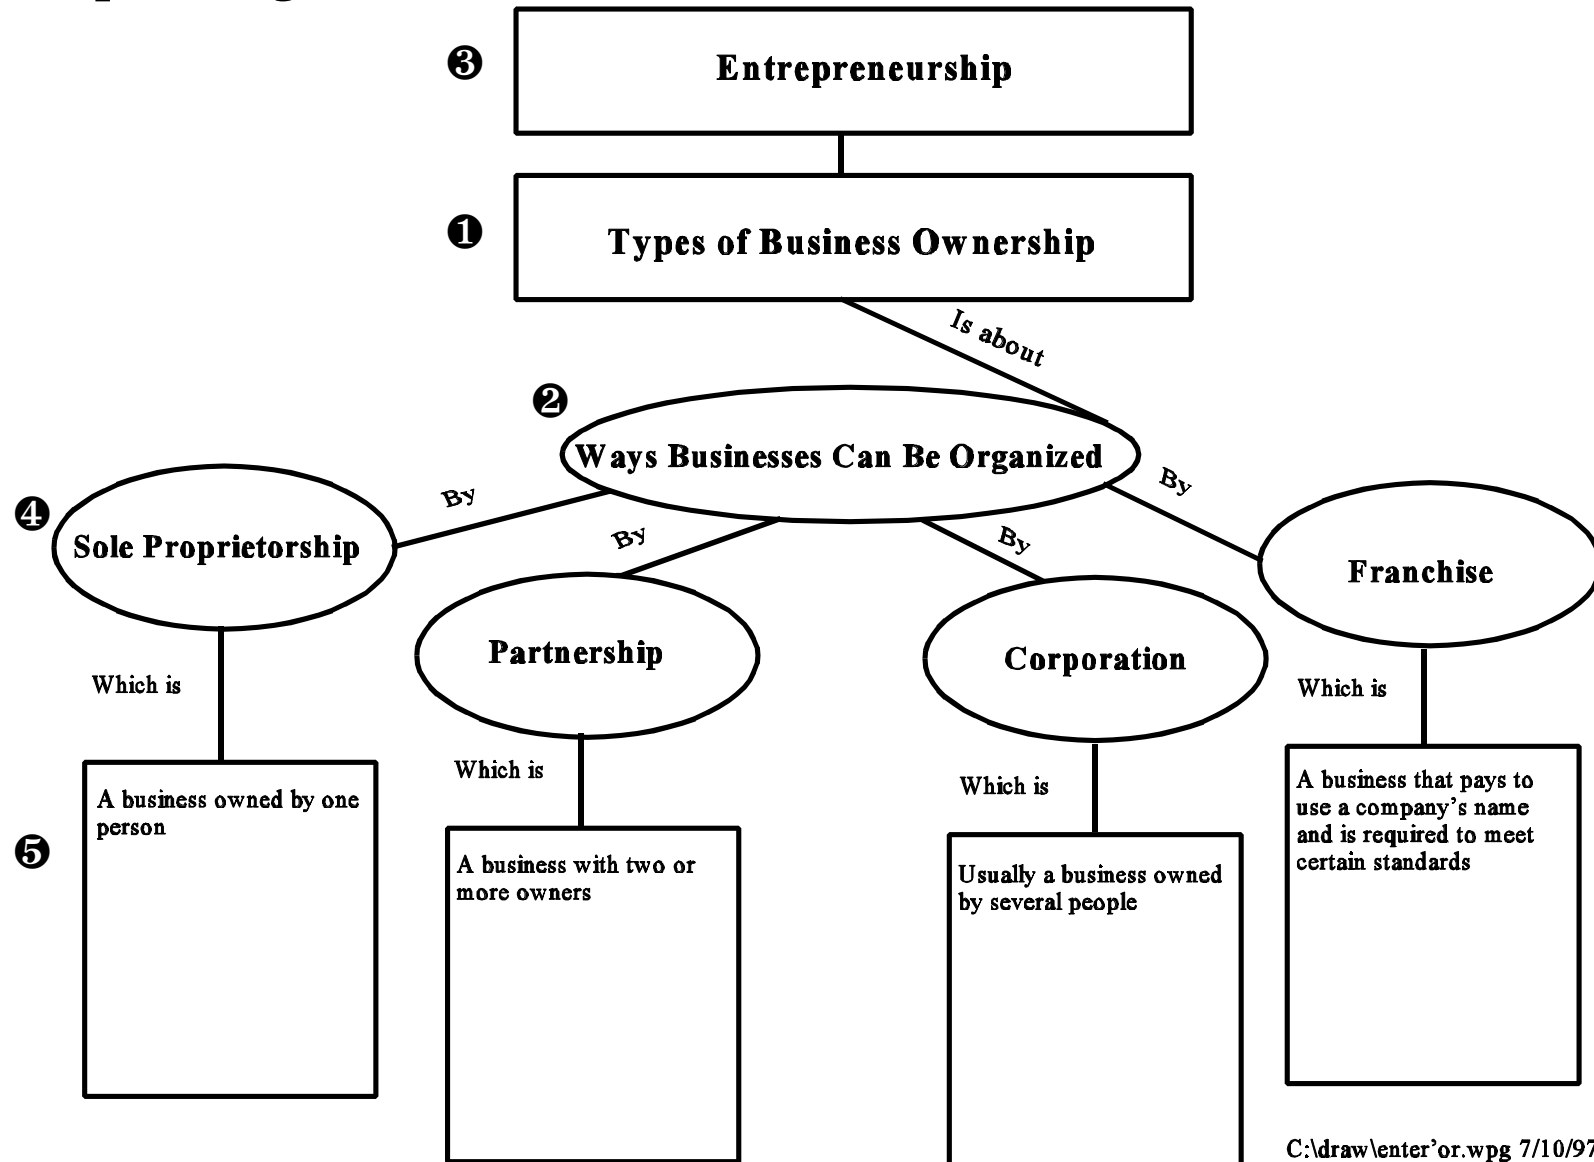 ❸
Entrepreneurship
❶
Types of Business Ownership
Is about
❷
Ways Businesses Can Be Organized
By
By
By
By
❹
Sole Proprietorship
Partnership
Corporation
Franchise
Which is
Which is
Which is
Which is
❺
A business owned by one
person
A business with two or
more owners
Usually a business owned
by several people
A business that pays to
use a company’s name
and is required to meet
certain standards
C:\draw\enter’or.wpg 7/10/97